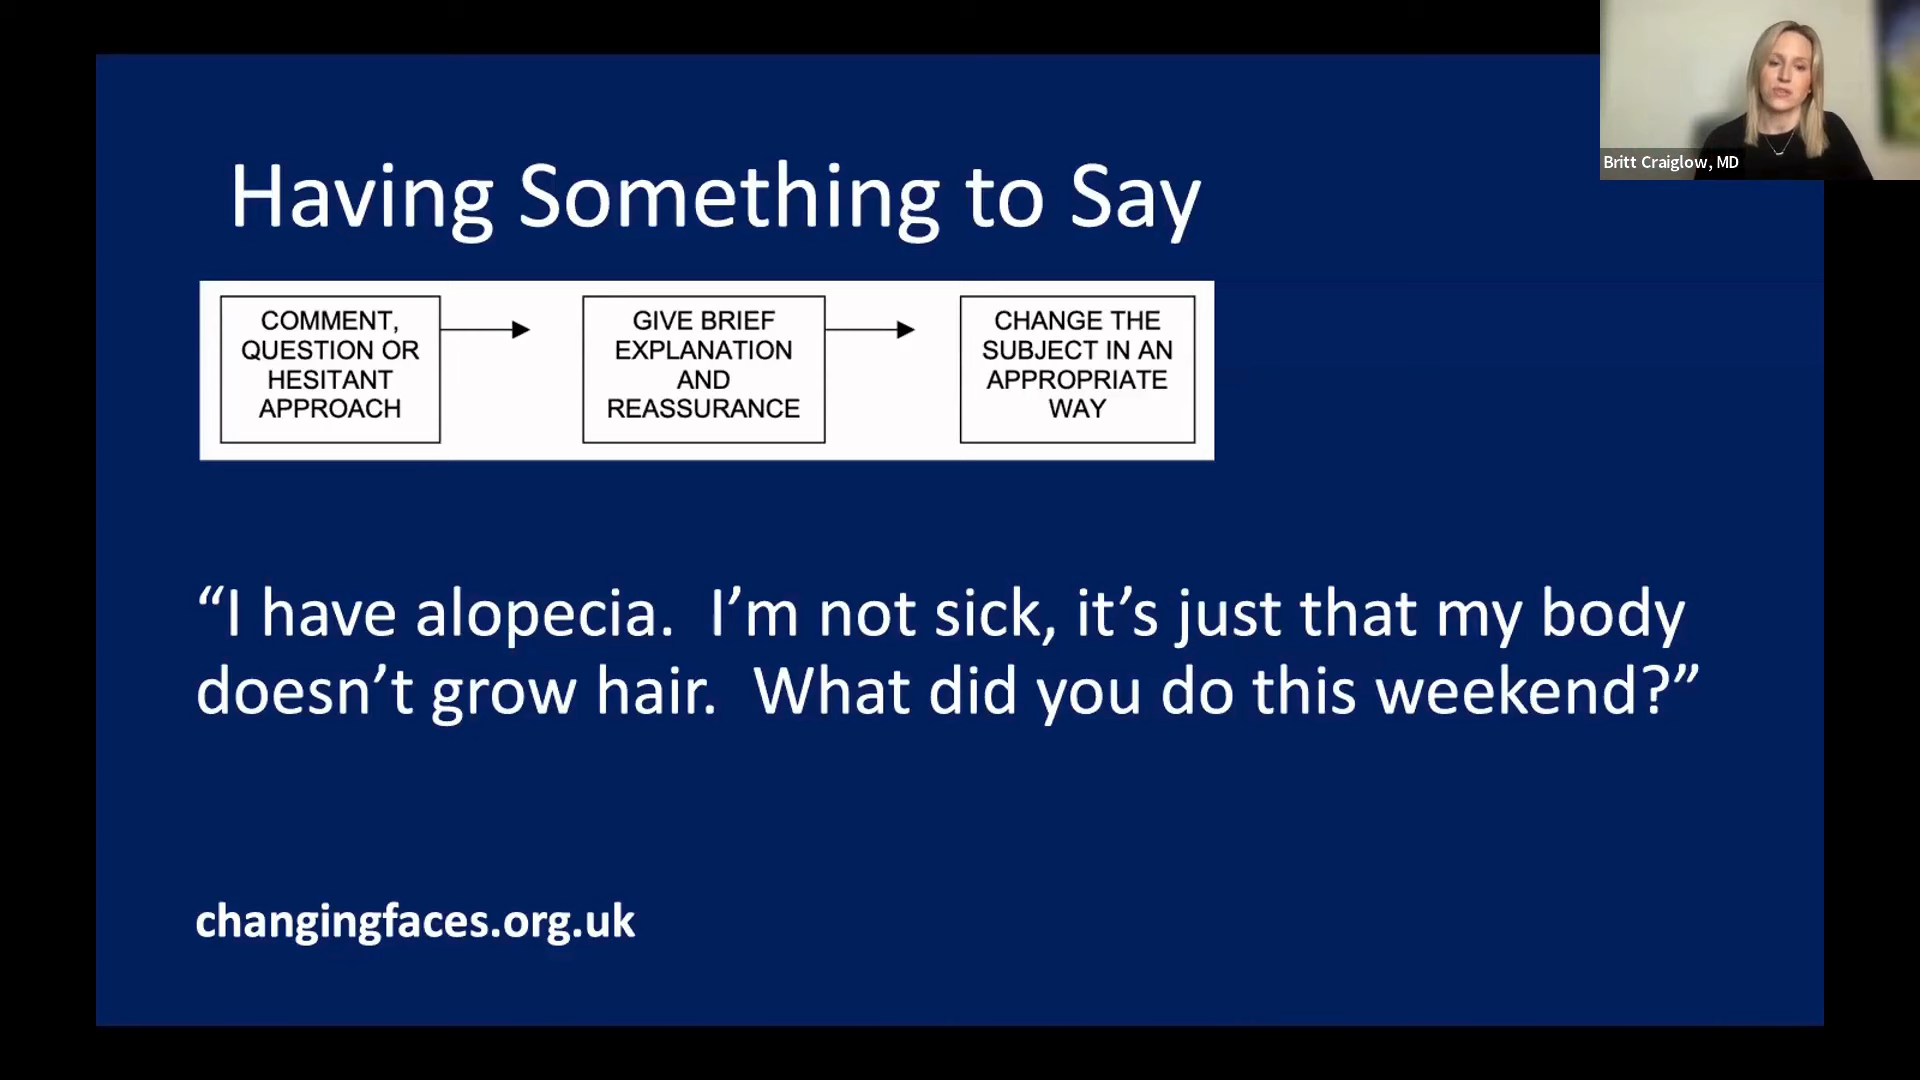 Britt Craiglow, MD
Having Something to Say
COMMENT,
QUESTION OR
HESITANT
APPROACH
GIVE BRIEF
EXPLANATION
AND
REASSURANCE
CHANGE THE
SUBJECT IN AN
APPROPRIATE
WAY
“I have alopecia.  I’m not sick, it’s just that my body
doesn’t grow hair.  What did you do this weekend?”
changingfaces.org.uk